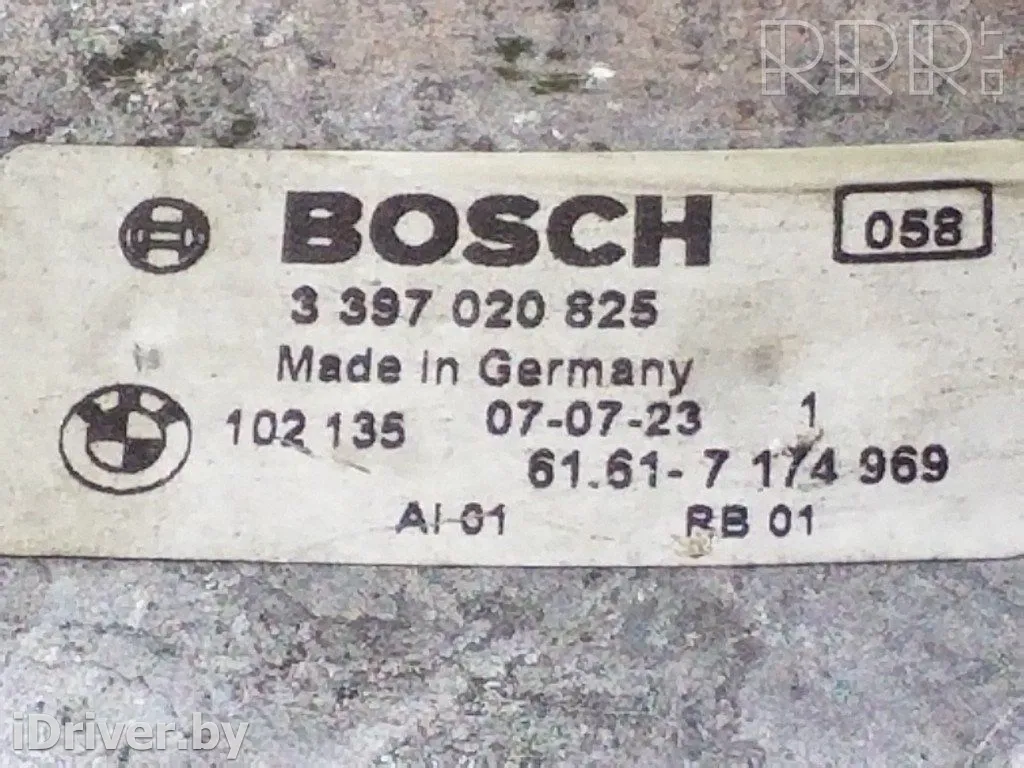 RRR.LT
BOSCH 058
3 397 020 825
Made in Germany
102 135 07-07-23 1
61.61-7 174 969
AI 01 RB 01
iDriver.by